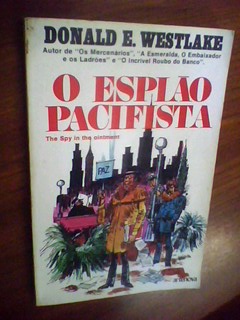 DONALD E. WESTLAKE
Autor de "Os Mercenários", "A Esmeralda, O Embaixador
e os Ladrões" e "O Incrível Roubo do Banco".
O ESPIÃO
PACIFISTA
The Spy in the ointment
PAZ